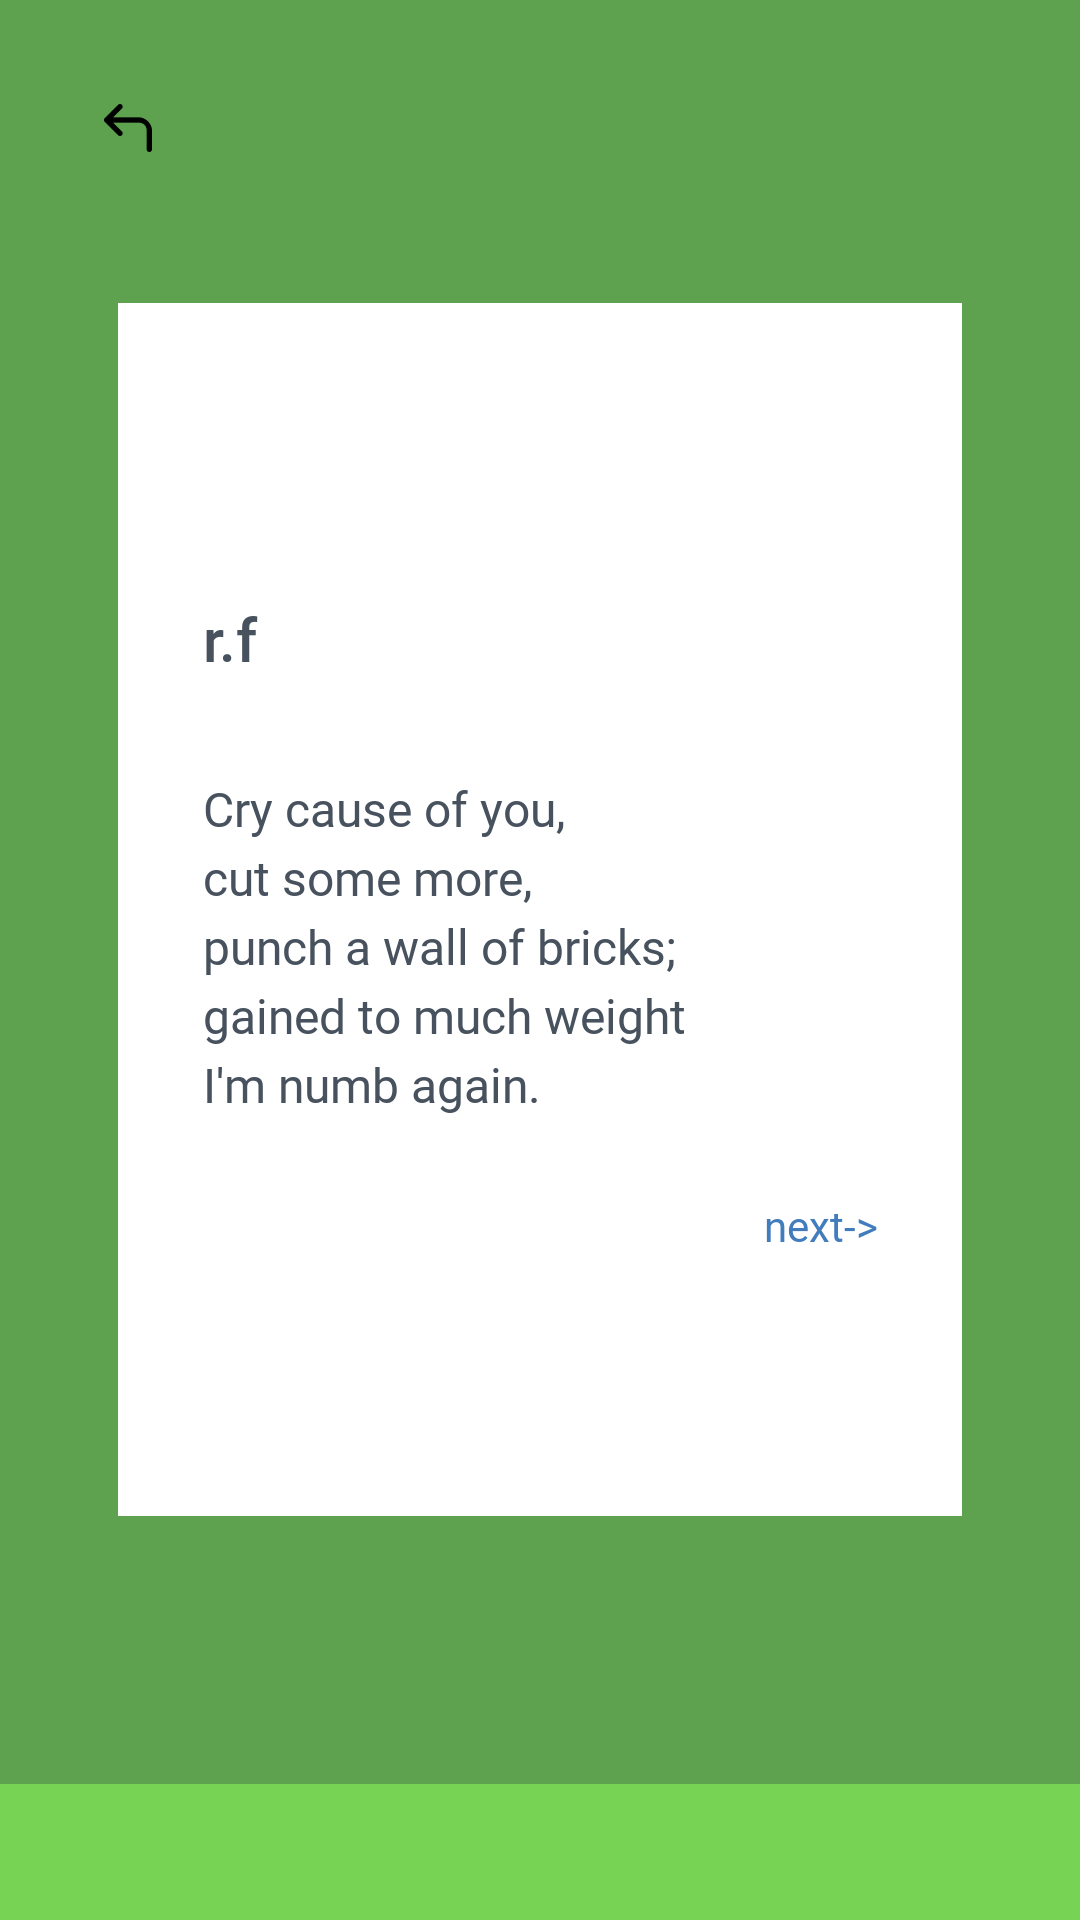 r.f
Cry cause of you,
cut some more,
punch a wall of bricks;
gained to much weight
I'm numb again.
next->